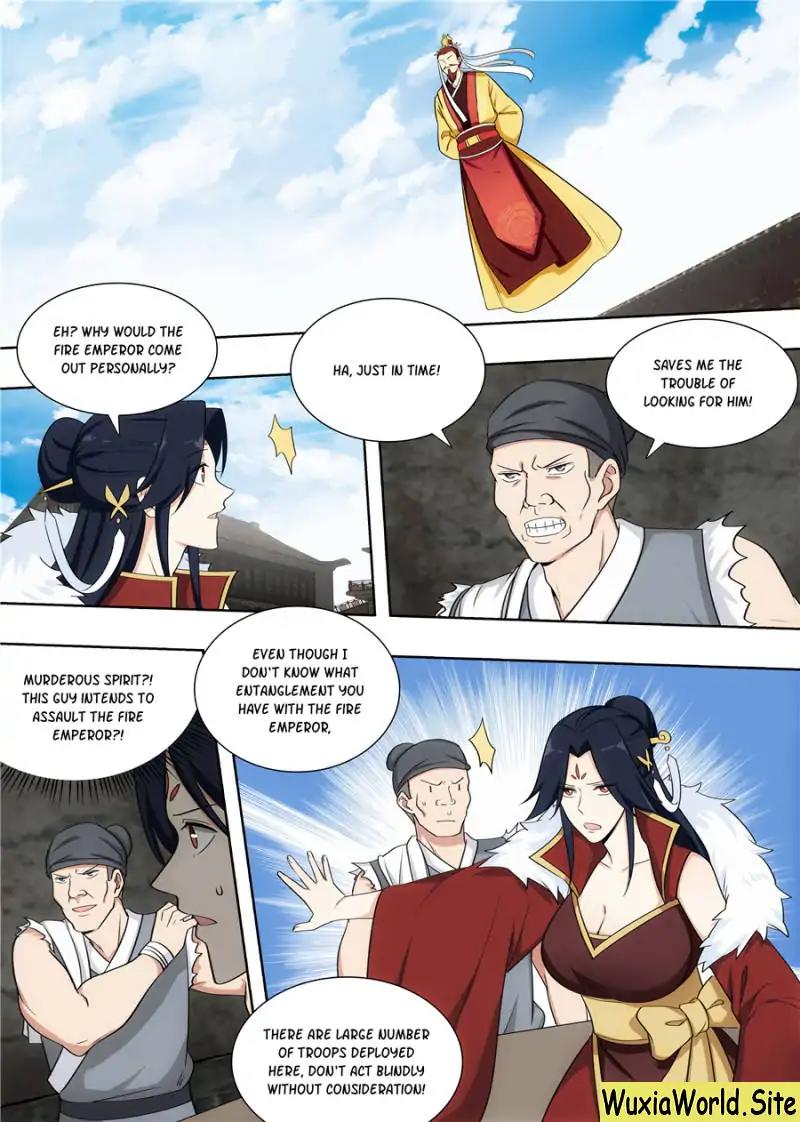 EH? WHY WOULD THE
FIRE EMPEROR COME
OUT PERSONALLY?
HA, JUST IN TIME!
SAVES ME THE
TROUBLE OF
LOOKING FOR HIM!
MURDEROUS SPIRIT?!
THIS GUY INTENDS TO
ASSAULT THE FIRE
EMPEROR?!
EVEN THOUGH I
DON'T KNOW WHAT
ENTANGLEMENT YOU
HAVE WITH THE FIRE
EMPEROR,
THERE ARE LARGE NUMBER
OF TROOPS DEPLOYED
HERE, DON'T ACT BLINDLY
WITHOUT CONSIDERATION!
WuxiaWorld.Site